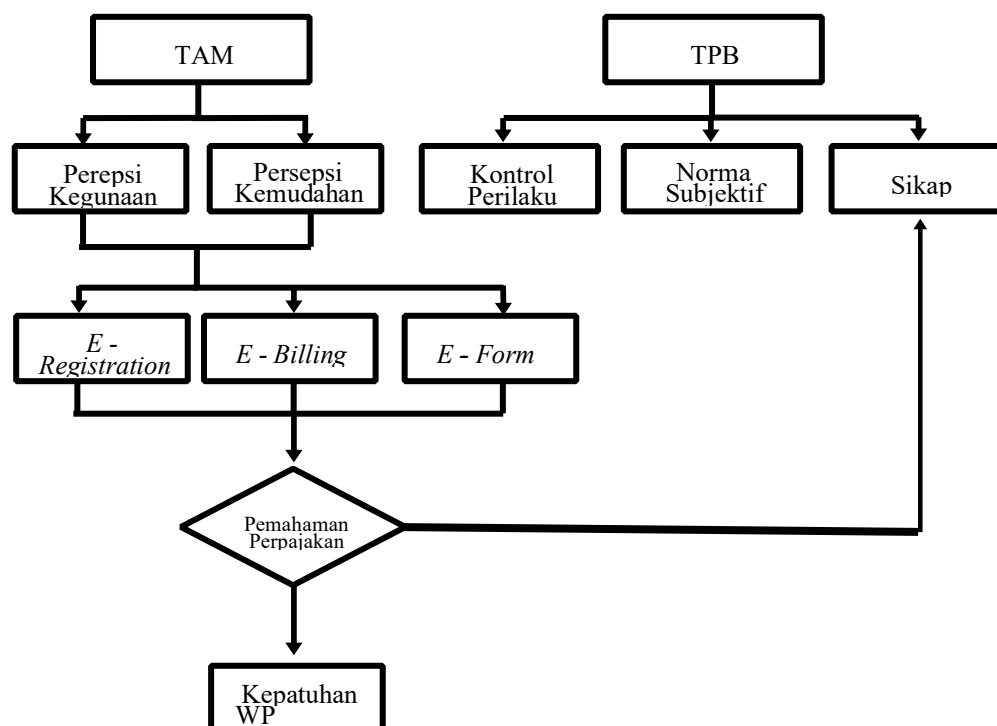 TAM
TPB
Perepsi
Kegunaan
Persepsi
Kemudahan
Kontrol
Perilaku
Norma
Subjektif
Sikap
E -
Registration
E - Billing
E - Form
Pemahaman
Perpajakan
Kepatuhan
WP